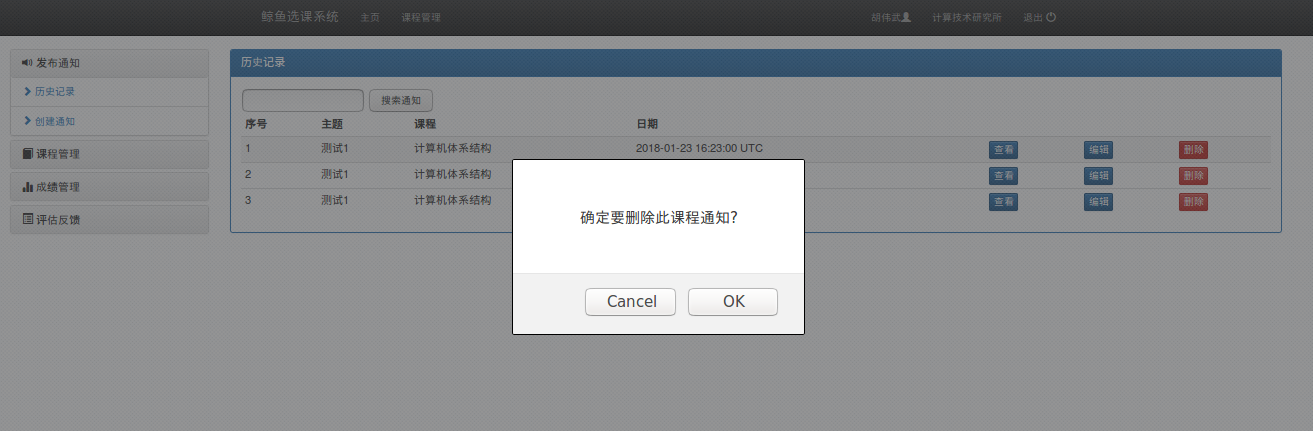 鲸鱼选课系统 主页 课程管理 胡伟武 计算技术研究所 退出
发布通知
历史记录
创建通知
课程管理
成绩管理
评估反馈
历史记录
搜索通知
序号 主题 课程 日期
1 测试1 计算机体系结构 2018-01-23 16:23:00 UTC 查看 编辑 删除
2 测试1 计算机体系结构 查看 编辑 删除
3 测试1 计算机体系结构 查看 编辑 删除
确定要删除此课程通知?
Cancel OK